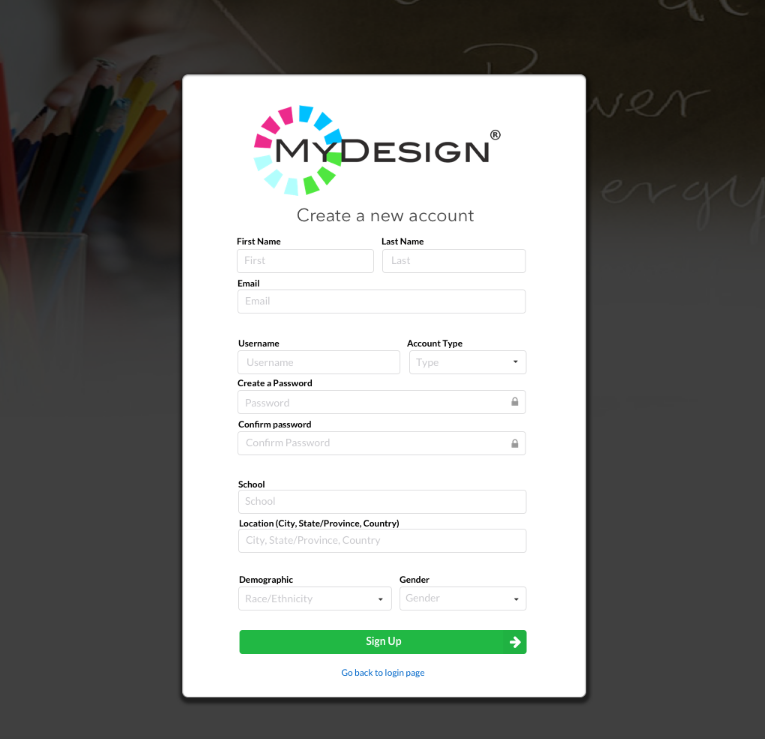 Power
ergy
MYDESIGN®
Create a new account
First Name Last Name
First Last
Email
Email
Username Account Type
Username Type
Create a Password
Password
Confirm password
Confirm Password
School
School
Location (City, State/Province, Country)
City, State/Province, Country
Demographic Gender
Race/Ethnicity Gender
Sign Up
Go back to login page